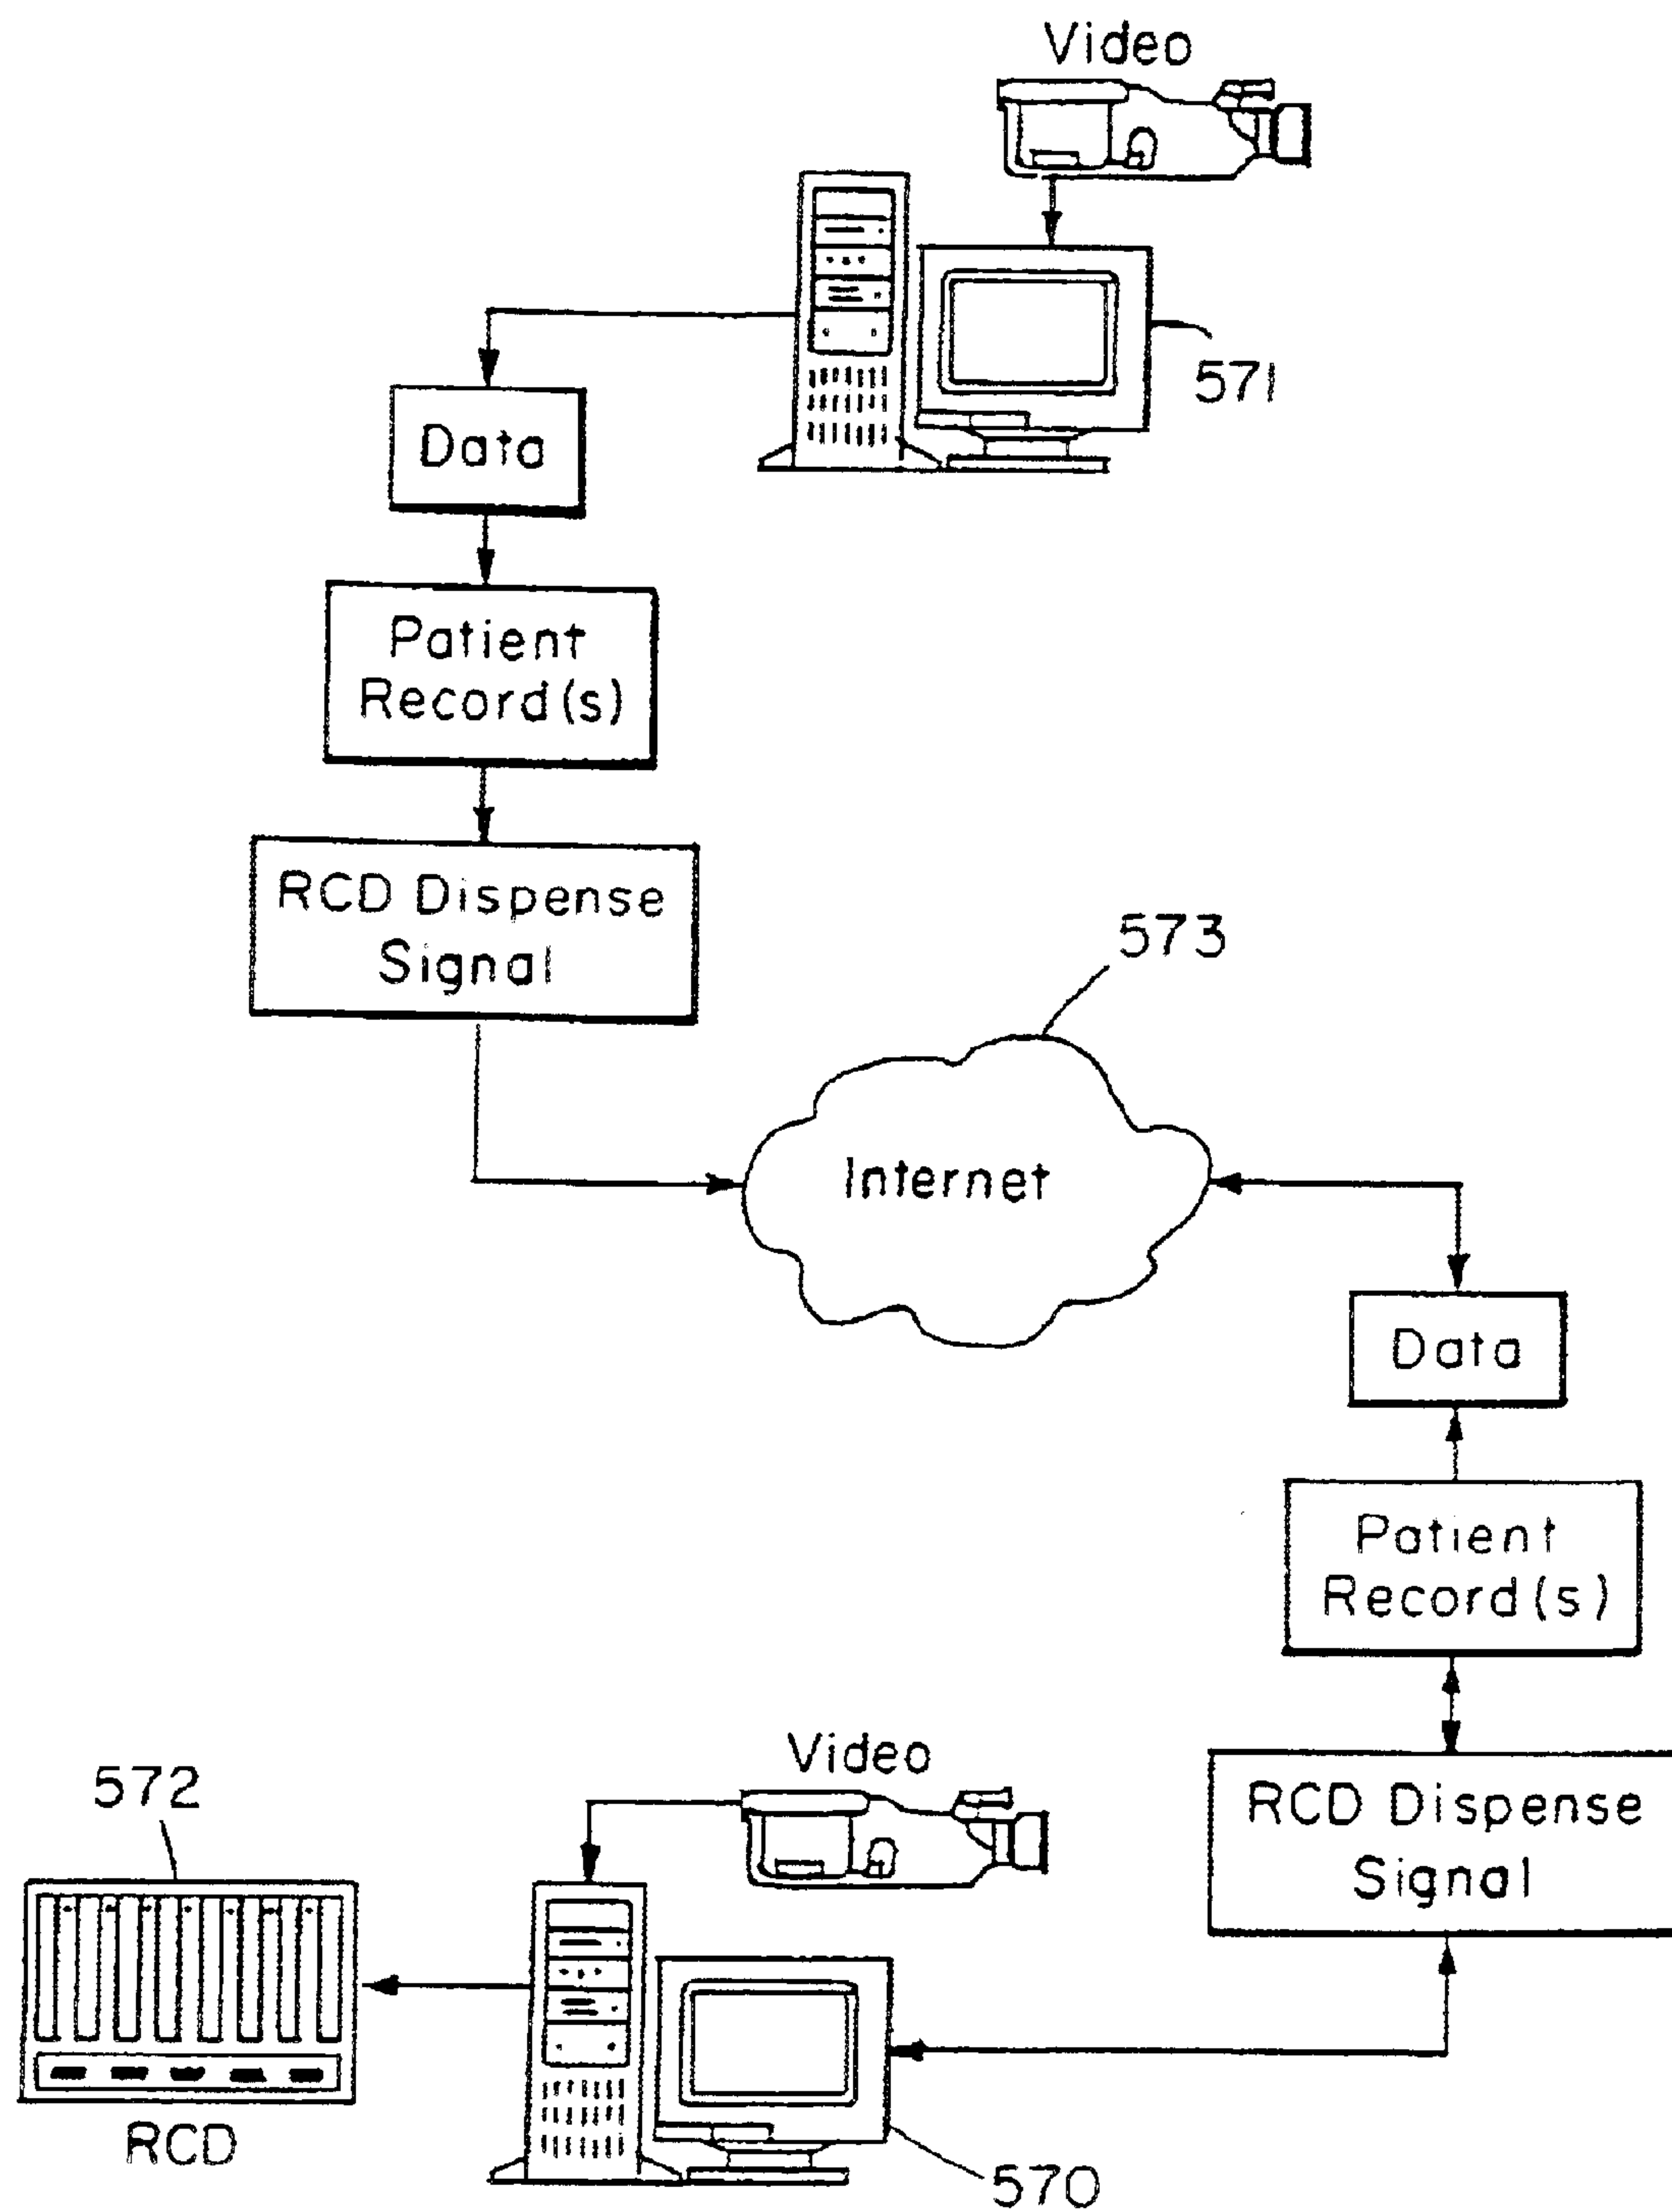 Video
571
Data
Patient
Record(s)
RCD Dispense
Signal
573
Internet
Data
Patient
Record(s)
Video
572
RCD Dispense
Signal
RCD
570